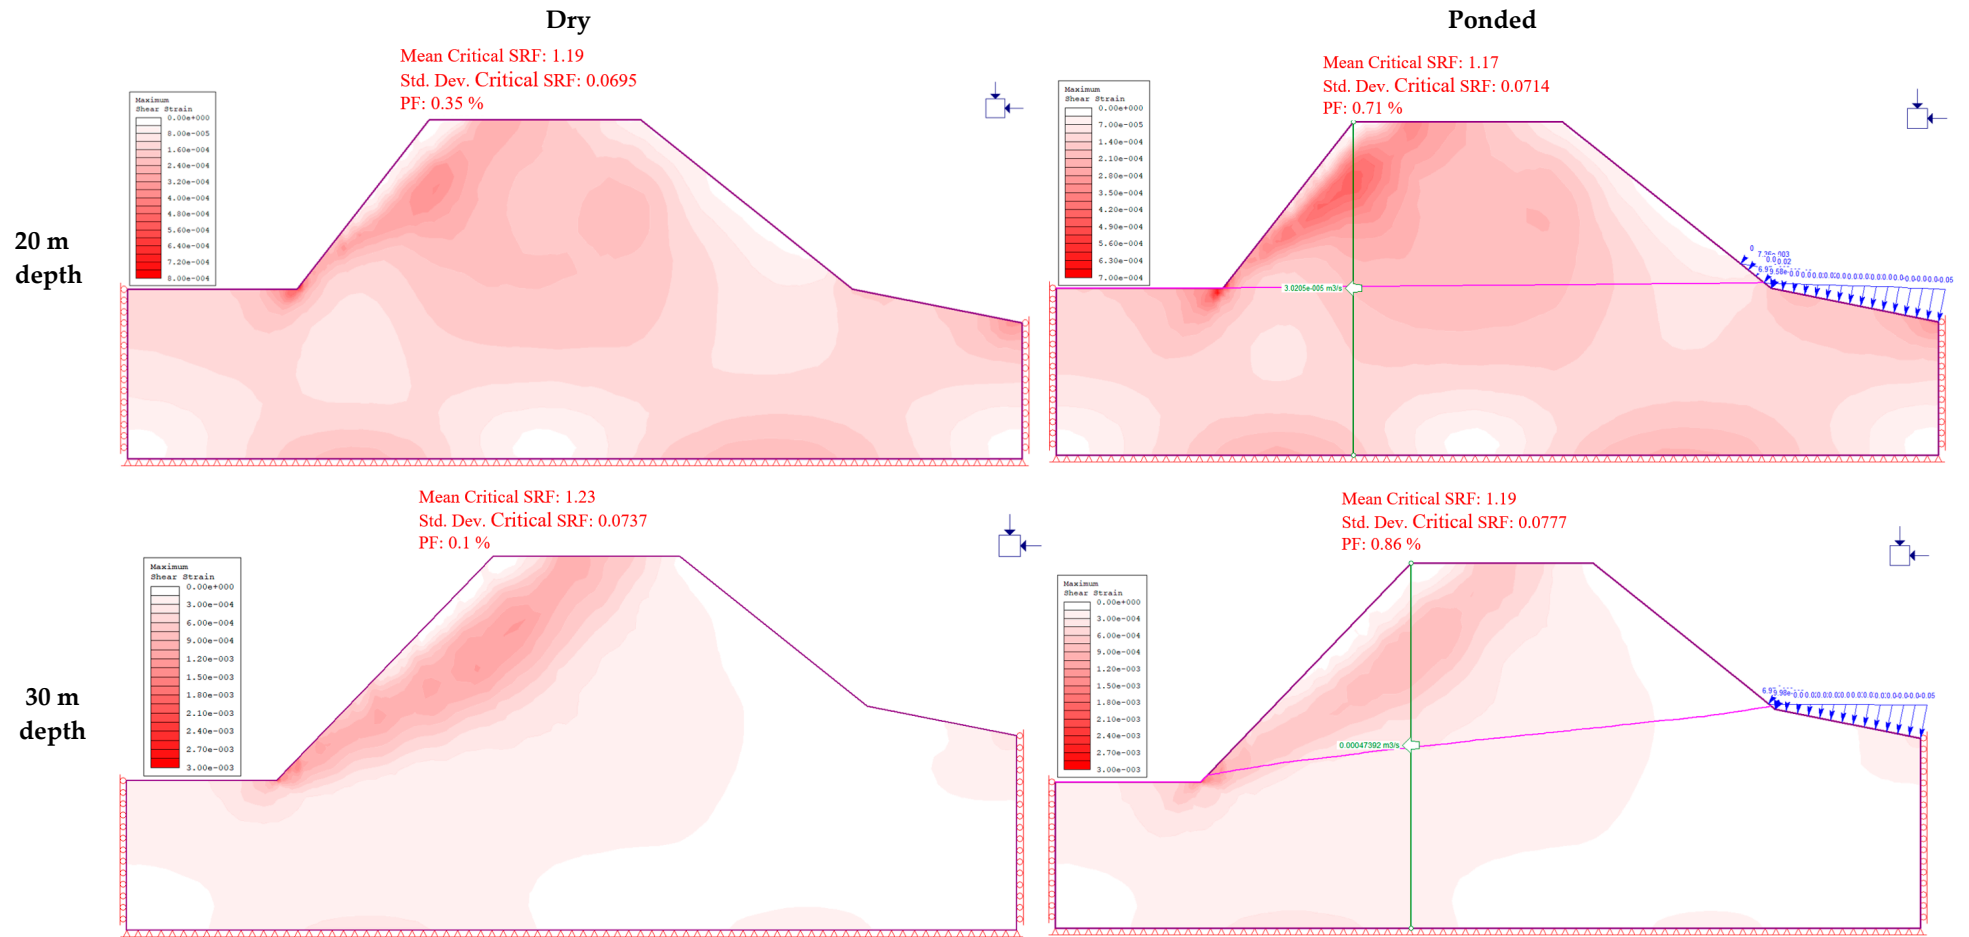 Dry
Ponded
20 m
depth
Mean Critical SRF: 1.19
Std. Dev. Critical SRF: 0.0695
PF: 0.35 %
Maximum
Shear Strain
0.00e+000
8.00e-005
1.60e-004
2.40e-004
3.20e-004
4.00e-004
4.80e-004
5.60e-004
6.40e-004
7.20e-004
8.00e-004
Mean Critical SRF: 1.17
Std. Dev. Critical SRF: 0.0714
PF: 0.71 %
Maximum
Shear Strain
0.00e+000
7.00e-005
1.40e-004
2.10e-004
2.80e-004
3.50e-004
4.20e-004
4.90e-004
5.60e-004
6.30e-004
7.00e-004
3.0205e-005 m3/s
0
30 m
depth
Mean Critical SRF: 1.23
Std. Dev. Critical SRF: 0.0737
PF: 0.1 %
Maximum
Shear Strain
0.00e+000
3.00e-004
6.00e-004
9.00e-004
1.20e-003
1.50e-003
1.80e-003
2.10e-003
2.40e-003
2.70e-003
3.00e-003
Mean Critical SRF: 1.19
Std. Dev. Critical SRF: 0.0777
PF: 0.86 %
Maximum
Shear Strain
0.00e+000
3.00e-004
6.00e-004
9.00e-004
1.20e-003
1.50e-003
1.80e-003
2.10e-003
2.40e-003
2.70e-003
3.00e-003
0.00047392 m3/s